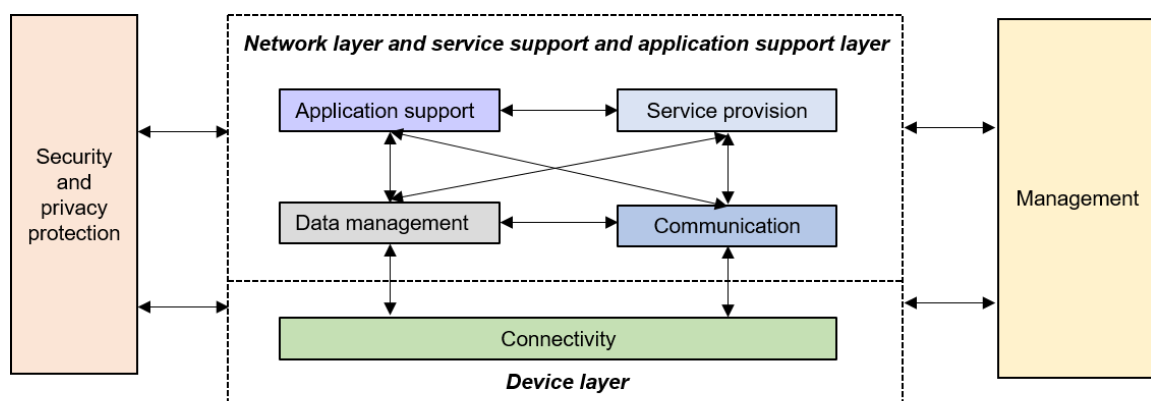 Network layer and service support and application support layer
Application support
Service provision
Security
and
privacy
protection
Management
Data management
Communication
Connectivity
Device layer